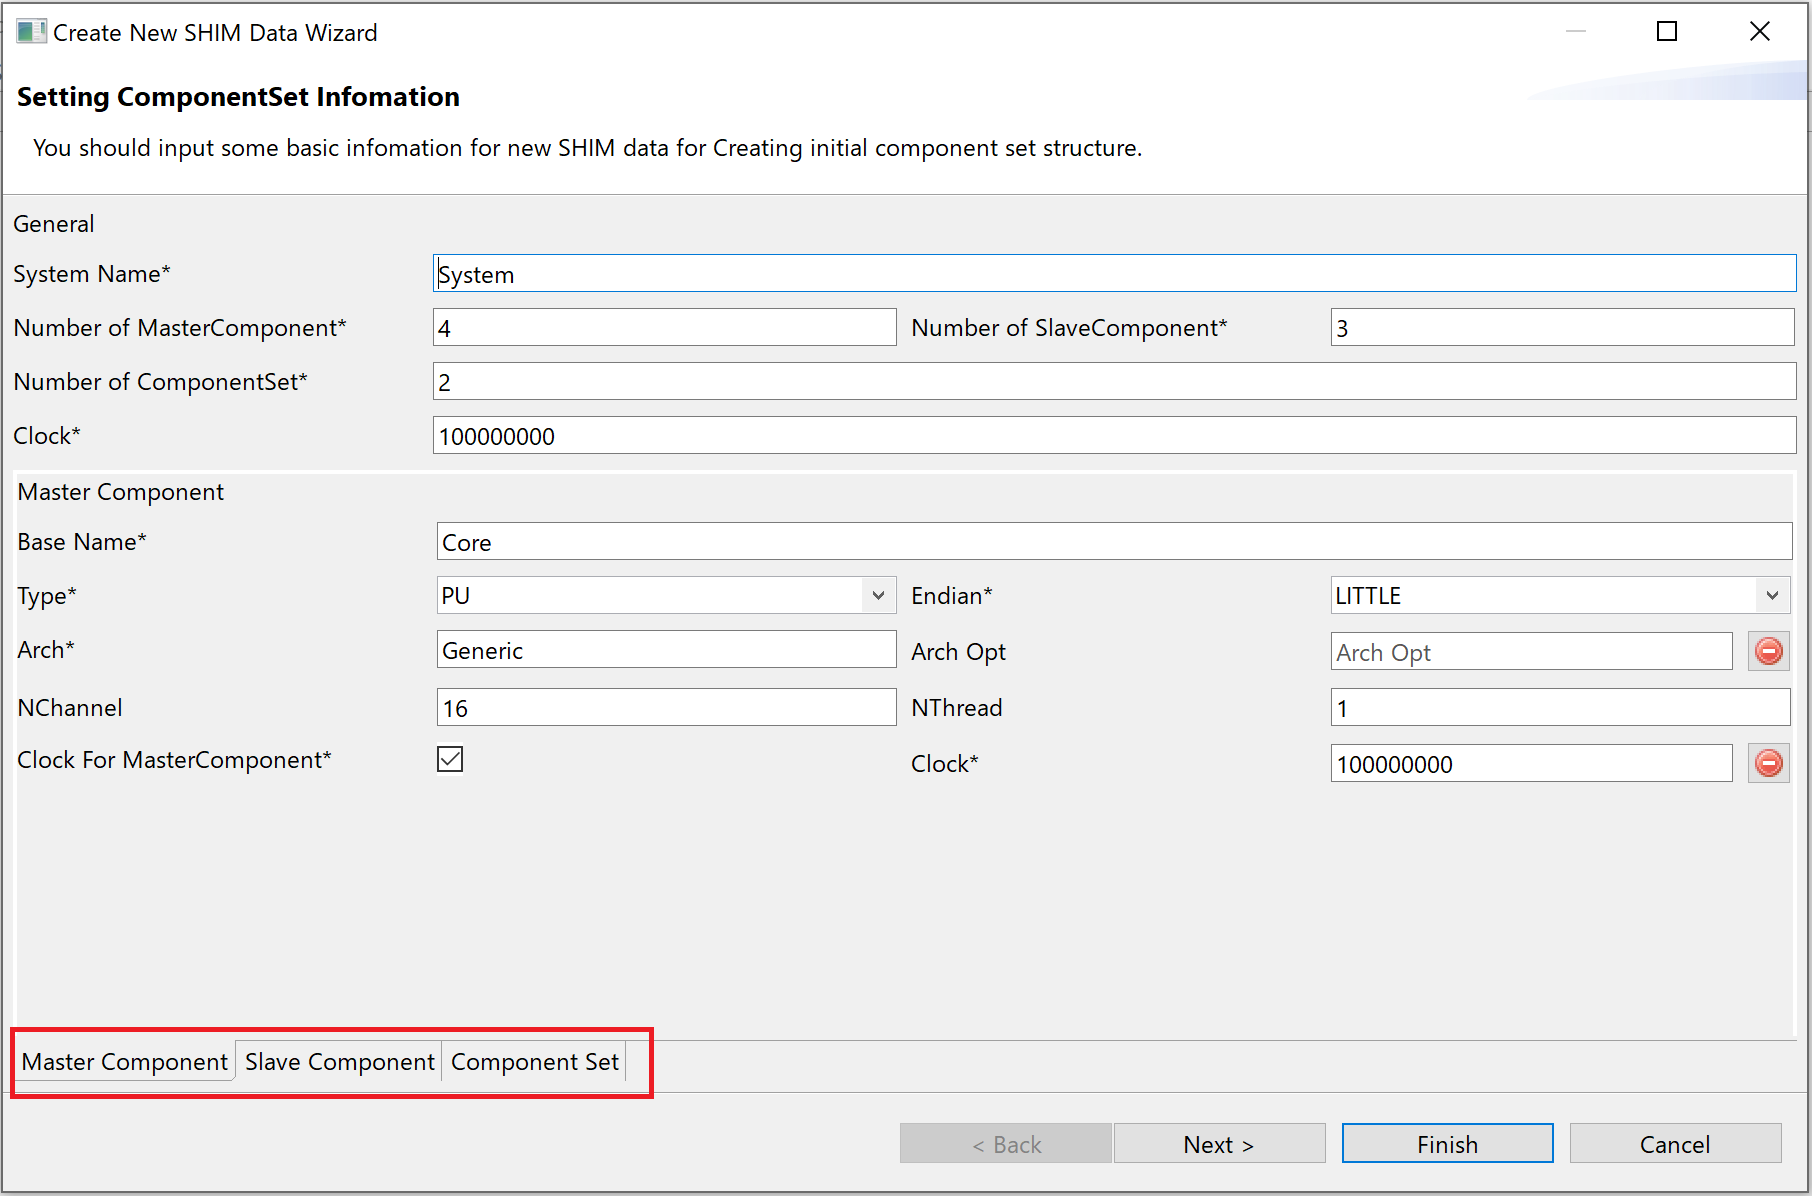 Create New SHIM Data Wizard
Setting ComponentSet Infomation
You should input some basic infomation for new SHIM data for Creating initial component set structure.
General
System Name* System
Number of MasterComponent* 4 Number of SlaveComponent* 3
Number of ComponentSet* 2
Clock* 100000000
Master Component
Base Name* Core
Type* PU Endian* LITTLE
Arch* Generic Arch Opt Arch Opt
NChannel 16 NThread 1
Clock For MasterComponent* Clock* 100000000
Master Component Slave Component Component Set
< Back Next > Finish Cancel